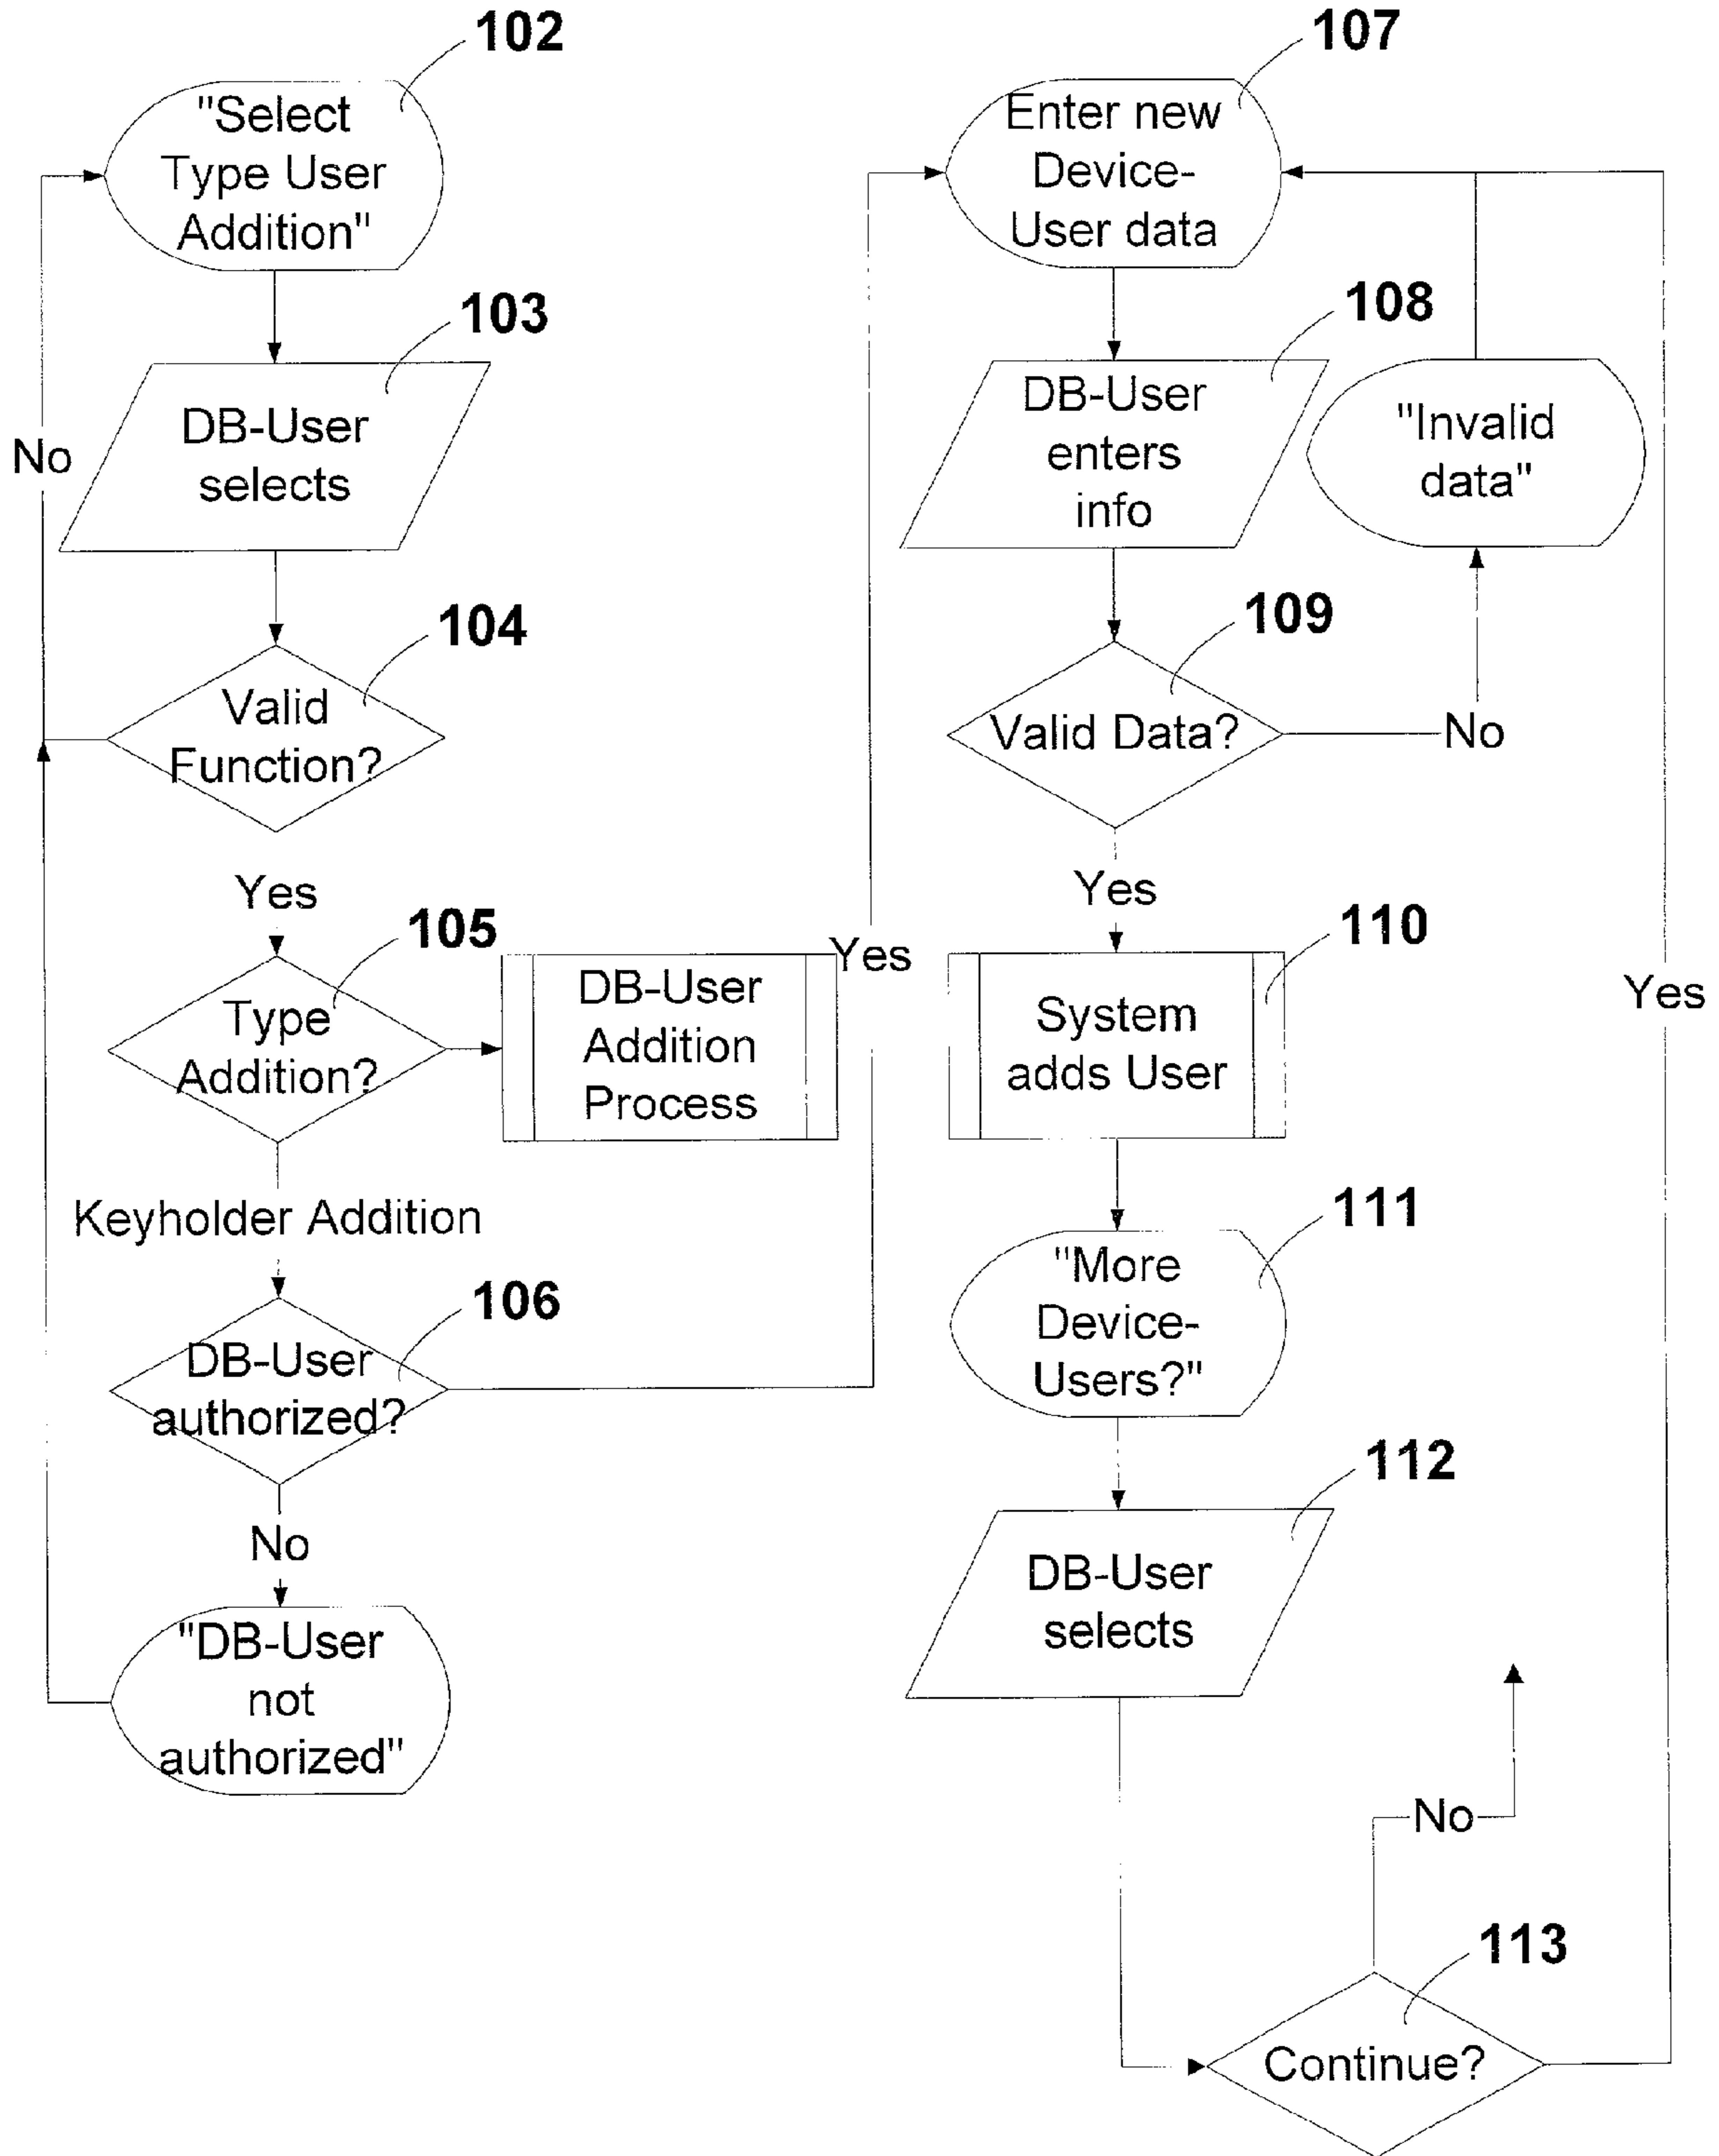 102
"Select
Type User
Addition"
103
DB-User
selects
No
104
Valid
Function?
Yes
105
Type
Addition?
DB-User
Addition
Process
Keyholder Addition
106
DB-User
authorized?
No
"DB-User
not
authorized"
Yes
107
Enter new
Device-
User data
108
DB-User
enters
info
"Invalid
data"
109
Valid Data?
No
Yes
110
System
adds User
Yes
111
"More
Device-
Users?"
112
DB-User
selects
No
113
Continue?